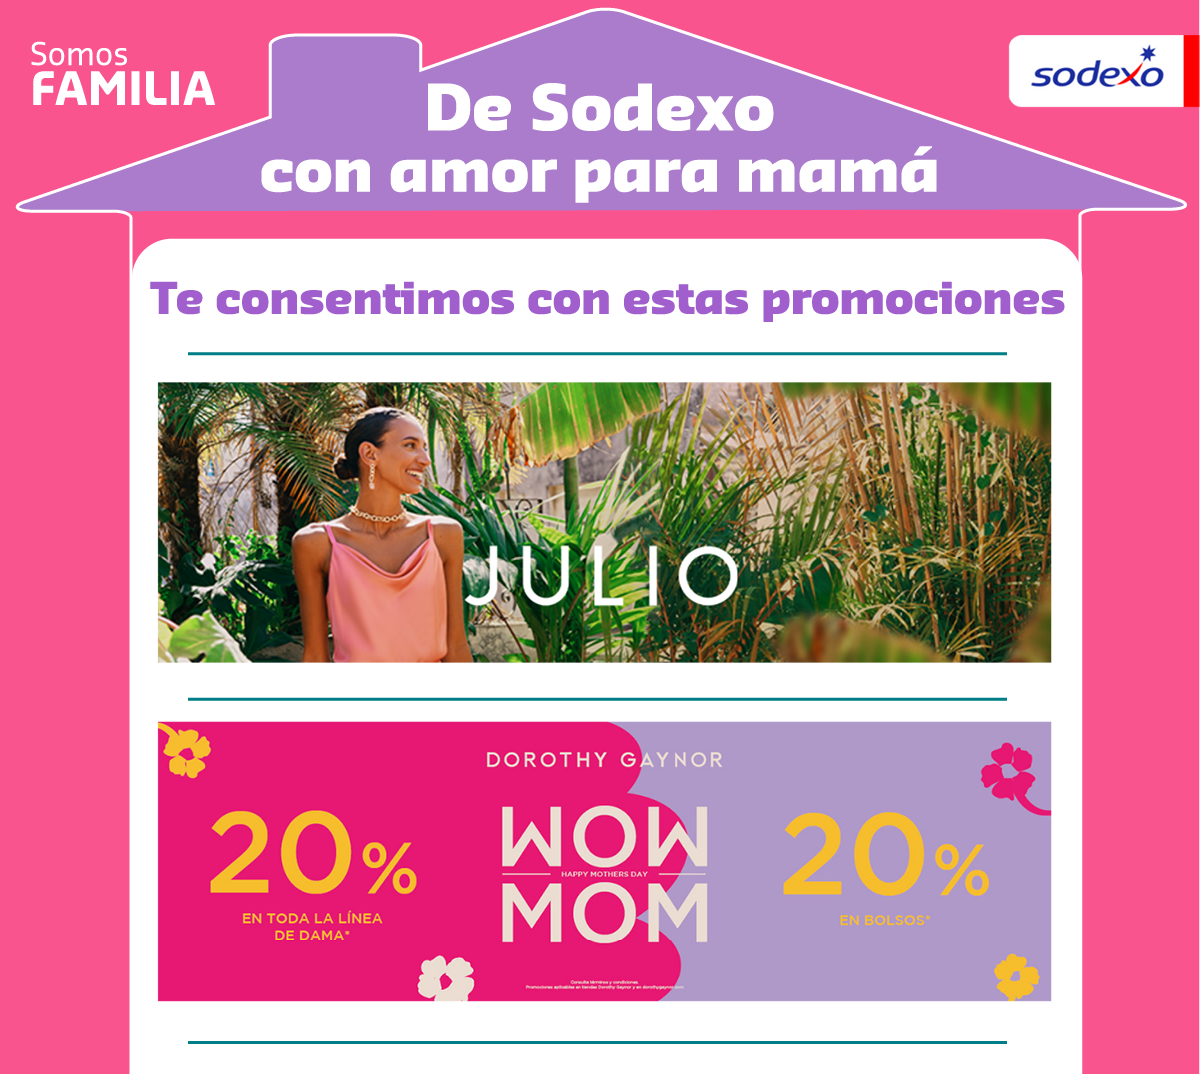 Somos
FAMILIA
sodexo
De Sodexo
con amor para mamá
Te consentimos con estas promociones
JULIO
DOROTHY GAYNOR
20%
EN TODA LA LÍNEA
DE DAMA*
WOW
HAPPY MOTHERS DAY
MOM
20%
EN BOLSOS*
Consulte términos y condiciones
Promociones aplicables en tiendas Dorothy Gaynor y en dorothygaynor.com